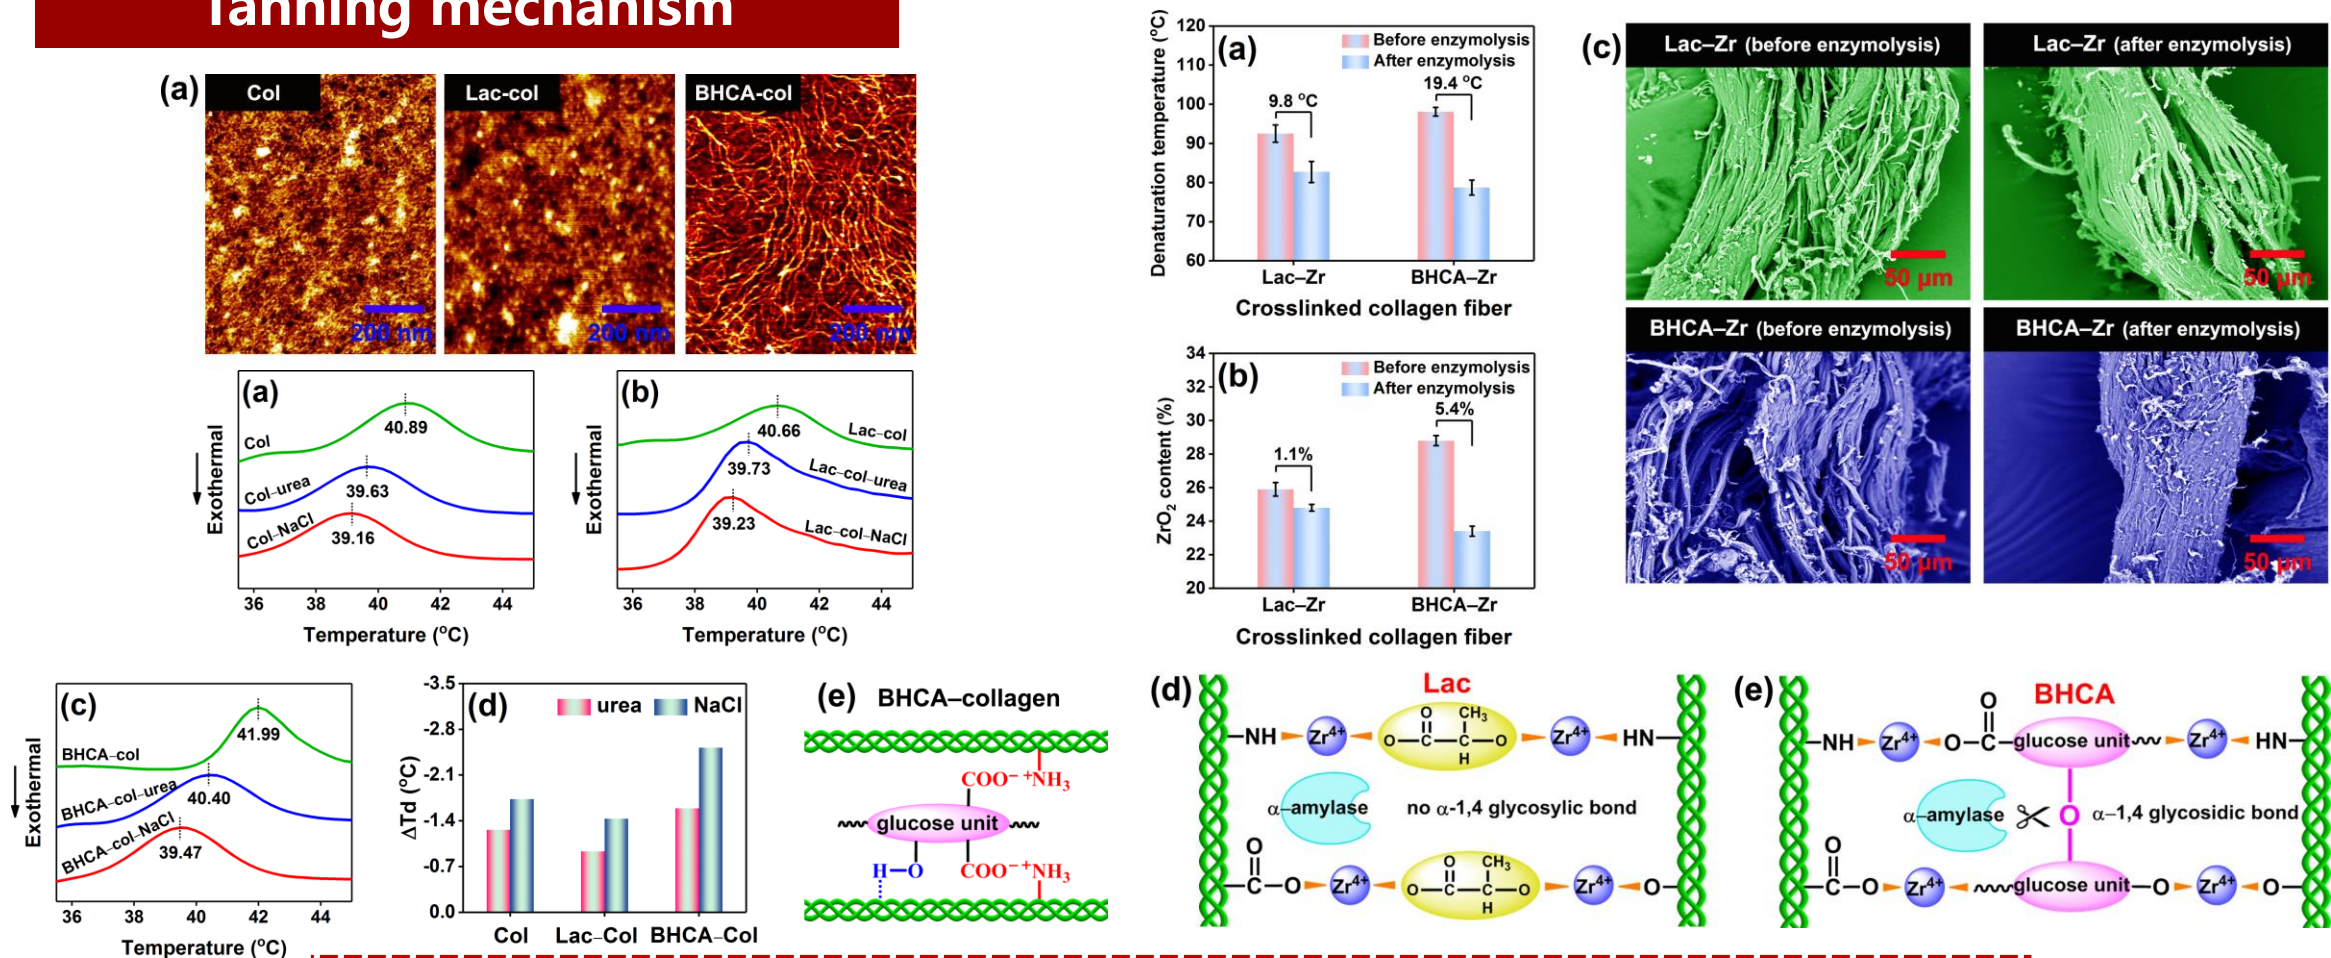 Tanning mechanism
(a)
Col
Lac-col
BHCA-col
200 nm
200 nm
200 nm
(a)
Exothermal
Col
40.89
Col–urea
39.63
Col–NaCl
39.16
36 38 40 42 44
Temperature (°C)
(b)
Exothermal
Lac–col
40.66
Lac–col–urea
39.73
Lac–col–NaCl
39.23
36 38 40 42 44
Temperature (°C)
(c)
Exothermal
BHCA–col
41.99
BHCA–col–urea
40.40
BHCA–col–NaCl
39.47
36 38 40 42 44
Temperature (°C)
(d)
urea NaCl
ΔTd (°C)
-3.5
-2.8
-2.1
-1.4
-0.7
0.0
Col Lac–Col BHCA–Col
(e)
BHCA–collagen
COO⁻ ⁺NH₃
glucose unit
H–O
COO⁻ ⁺NH₃
(a)
Before enzymolysis
After enzymolysis
Denaturation temperature (°C)
120
110
100
90
80
70
60
9.8 °C
19.4 °C
Lac–Zr BHCA–Zr
Crosslinked collagen fiber
(b)
Before enzymolysis
After enzymolysis
ZrO₂ content (%)
34
32
30
28
26
24
22
20
1.1%
5.4%
Lac–Zr BHCA–Zr
Crosslinked collagen fiber
(c)
Lac–Zr (before enzymolysis)
50 μm
Lac–Zr (after enzymolysis)
50 μm
BHCA–Zr (before enzymolysis)
50 μm
BHCA–Zr (after enzymolysis)
50 μm
(d)
Lac
NH Zr⁴⁺ O C O CH₃ C H O Zr⁴⁺ HN
α–amylase
no α-1,4 glycosylic bond
O C O Zr⁴⁺ O C O CH₃ C H O Zr⁴⁺ O
(e)
BHCA
NH Zr⁴⁺ O C O glucose unit Zr⁴⁺ HN
α–amylase
O
α–1,4 glycosidic bond
O C O Zr⁴⁺ glucose unit O Zr⁴⁺ O